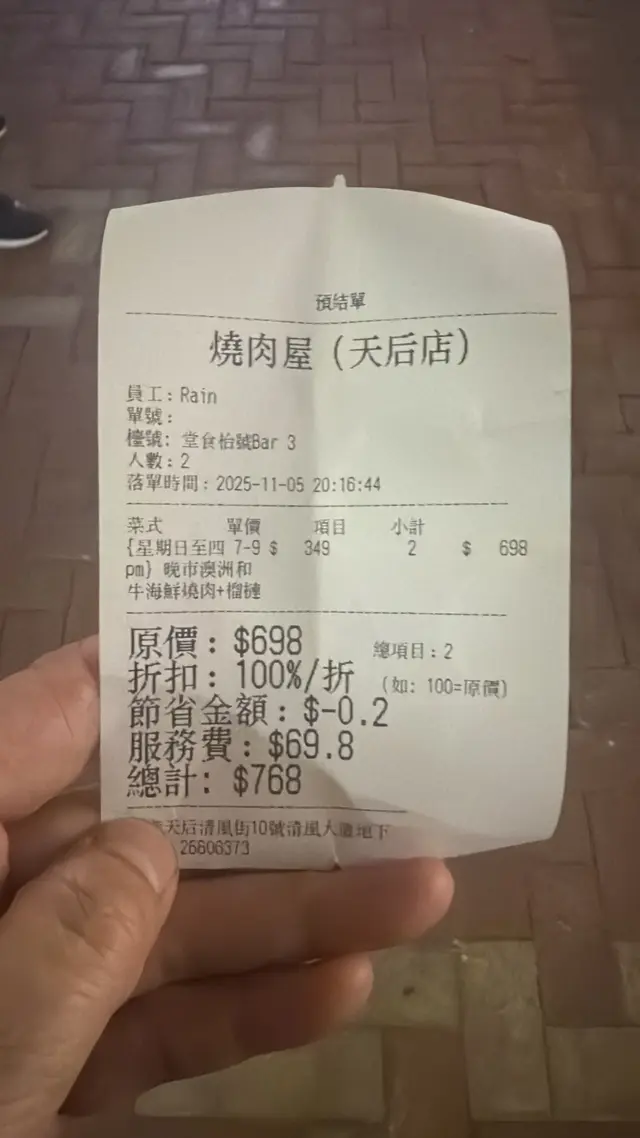 預結單
燒肉屋 (天后店)
員工: Rain
單號:
檯號: 堂食枱號Bar 3
人數: 2
落單時間: 2025-11-05 20:16:44
菜式 單價 項目 小計
{星期日至四 7-9 $ 349 2 $ 698
pm} 晚市澳洲和
牛海鮮燒肉+榴槤
原價: $698 總項目: 2
折扣: 100%/折 (如: 100=原價)
節省金額: $-0.2
服務費: $69.8
總計: $768
天后清風街10號清風大廈地下
26606373